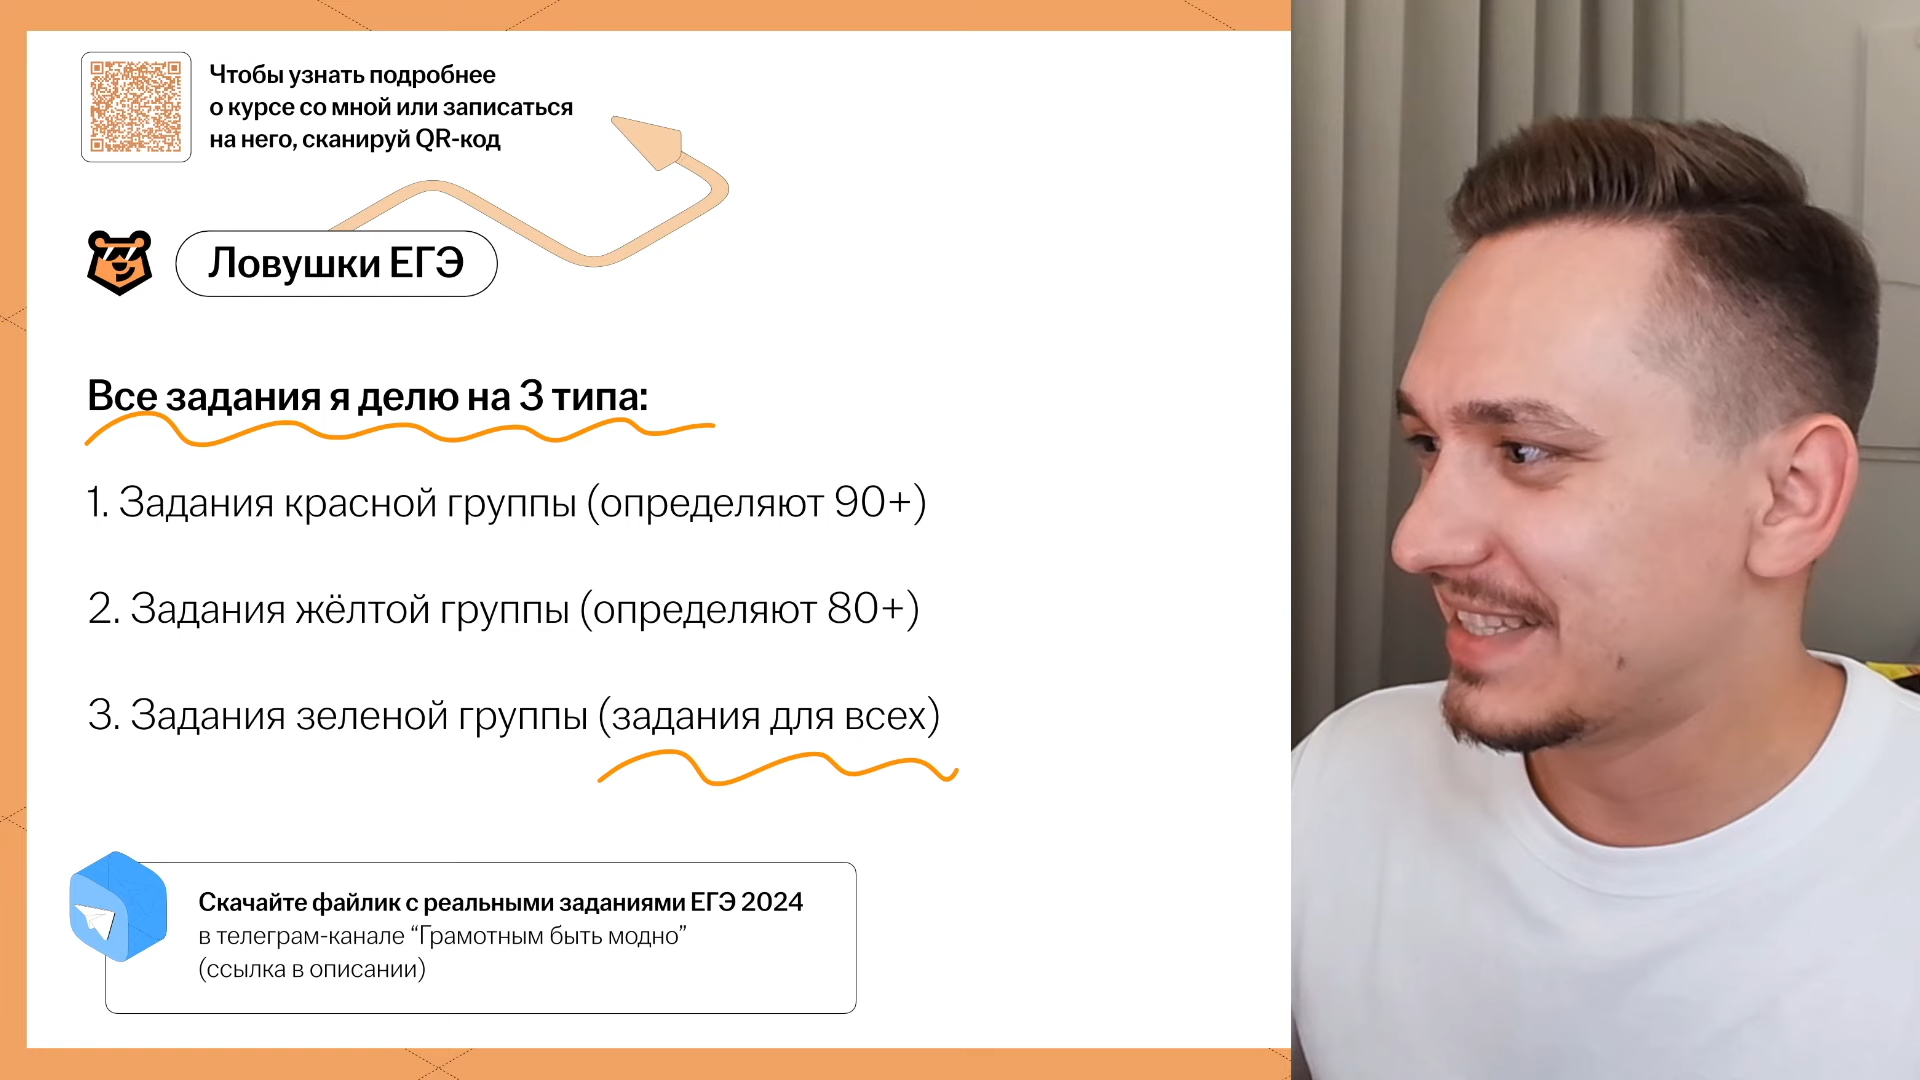 Чтобы узнать подробнее
о курсе со мной или записаться
на него, сканируй QR-код
Ловушки ЕГЭ
Все задания я делю на 3 типа:
1. Задания красной группы (определяют 90+)
2. Задания жёлтой группы (определяют 80+)
3. Задания зеленой группы (задания для всех)
Скачайте файлик с реальными заданиями ЕГЭ 2024
в телеграм-канале “Грамотным быть модно”
(ссылка в описании)